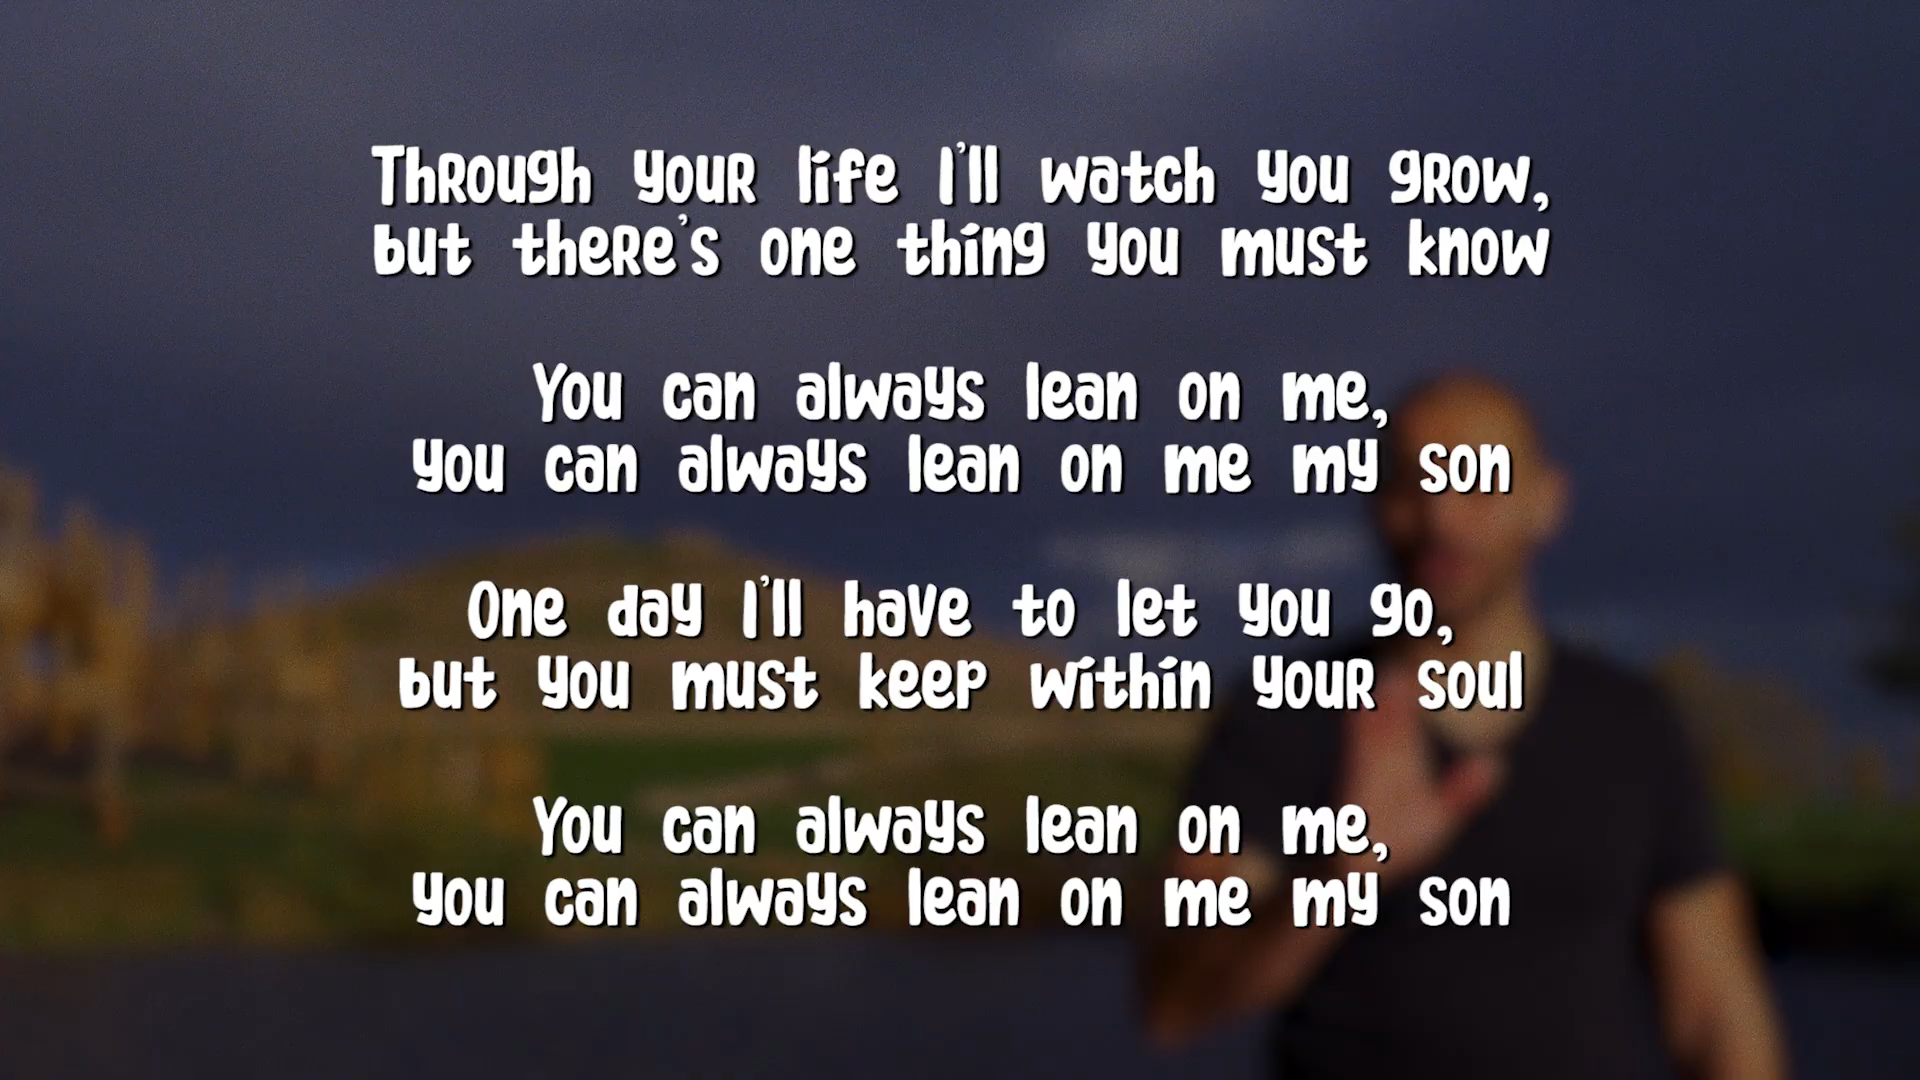 Through your life I'll watch you grow,
but there's one thing you must know
You can always lean on me,
you can always lean on me my son
One day I'll have to let you go,
but you must keep within your soul
You can always lean on me,
you can always lean on me my son